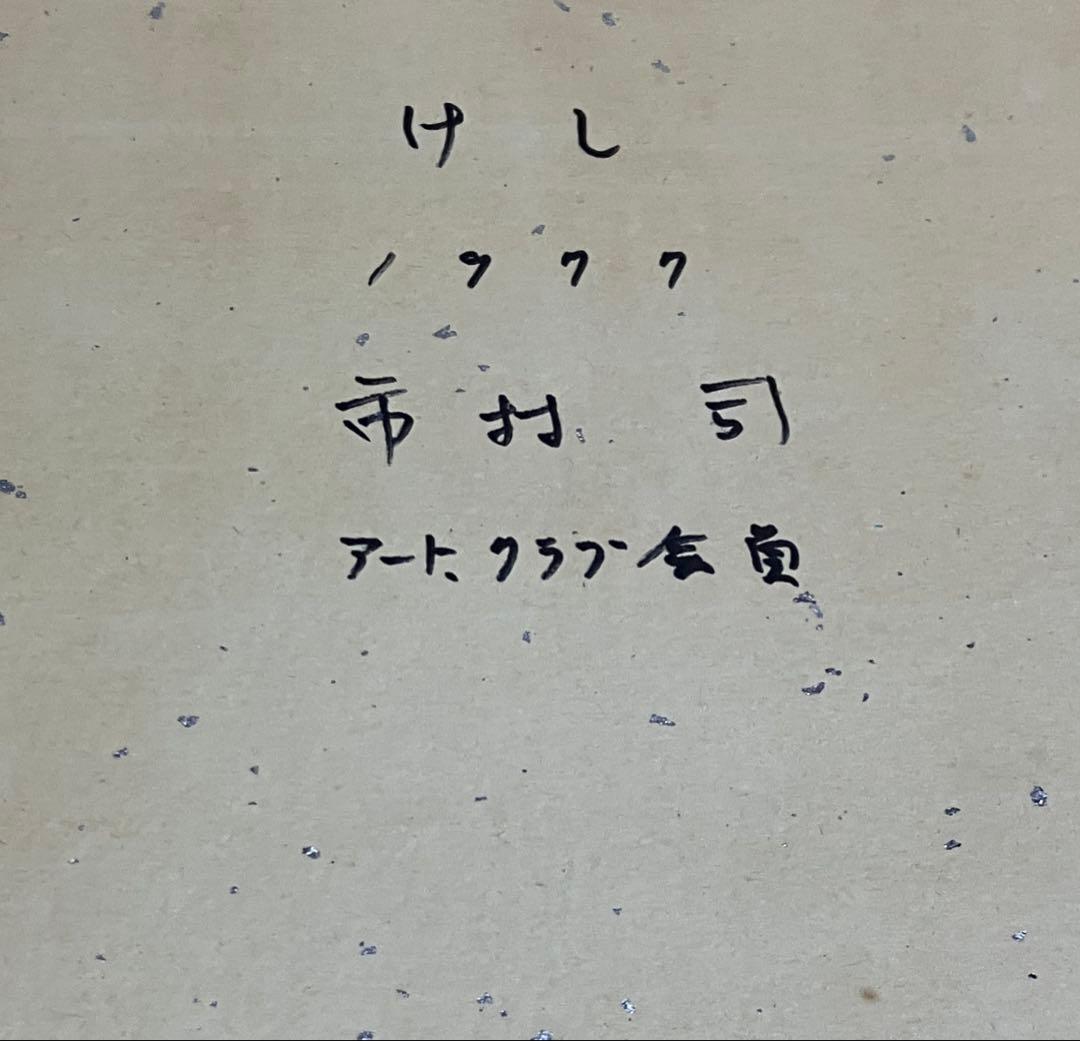 けし
1977
市村 司
アート、クラブ会員